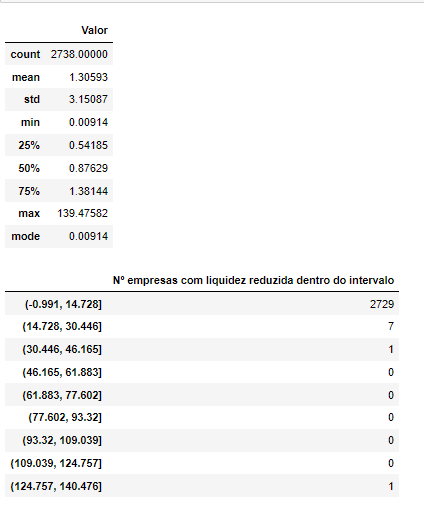 Valor
count 2738.00000
mean 1.30593
std 3.15087
min 0.00914
25% 0.54185
50% 0.87629
75% 1.38144
max 139.47582
mode 0.00914
Nº empresas com liquidez reduzida dentro do intervalo
(-0.991, 14.728] 2729
(14.728, 30.446] 7
(30.446, 46.165] 1
(46.165, 61.883] 0
(61.883, 77.602] 0
(77.602, 93.32] 0
(93.32, 109.039] 0
(109.039, 124.757] 0
(124.757, 140.476] 1